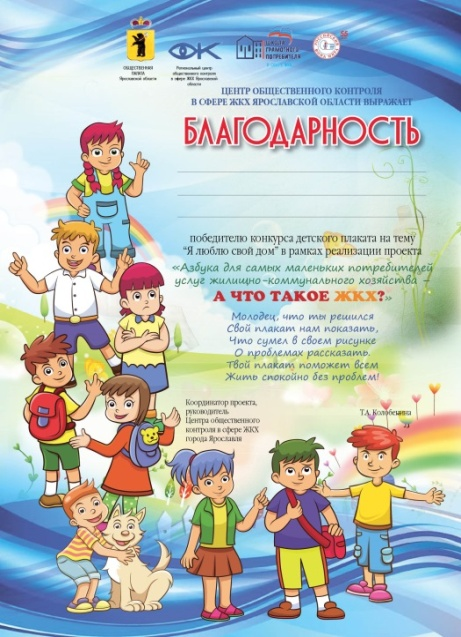 ОБЩЕСТВЕННАЯ
ПАЛАТА
Ярославской области
Региональный центр
общественного контроля
в сфере ЖКХ Ярославской
области
ШКОЛА
ГРАМОТНОГО
ПОТРЕБИТЕЛЯ
ЦЕНТР ОБЩЕСТВЕННОГО КОНТРОЛЯ
В СФЕРЕ ЖКХ ЯРОСЛАВСКОЙ ОБЛАСТИ ВЫРАЖАЕТ
БЛАГОДАРНОСТЬ
победителю конкурса детского плаката на тему
"Я люблю свой дом" в рамках реализации проекта
«Азбука для самых маленьких потребителей
услуг жилищно-коммунального хозяйства –
А ЧТО ТАКОЕ ЖКХ?»
Молодец, что ты решился
Свой плакат нам показать,
Что сумел в своем рисунке
О проблемах рассказать.
Твой плакат поможет всем
Жить спокойно без проблем!
Координатор проекта,
руководитель
Центра общественного
контроля в сфере ЖКХ
города Ярославля
Т.А.